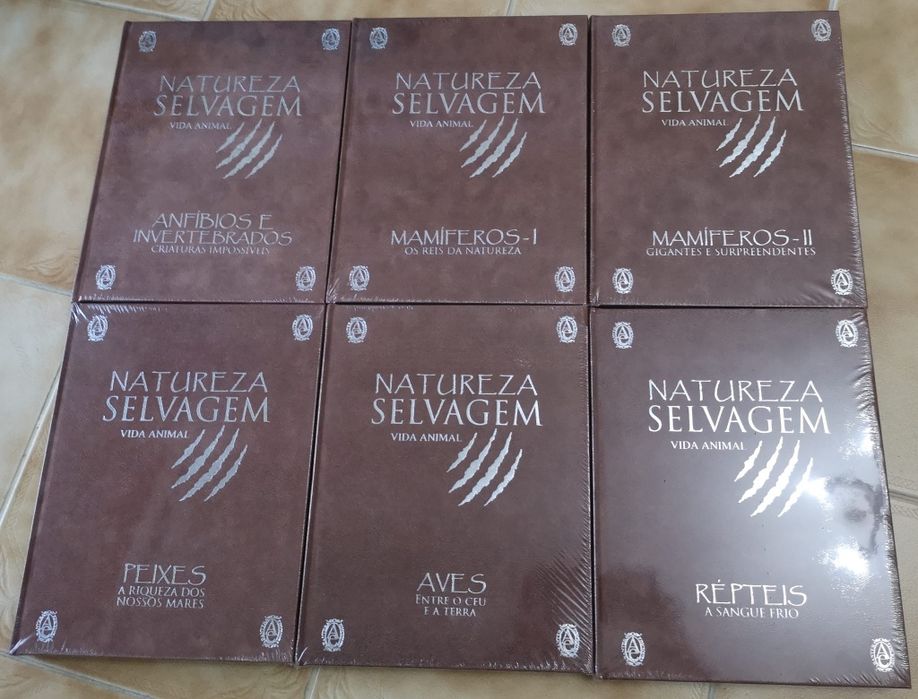 NATUREZA
SELVAGEM
VIDA ANIMAL
ANFÍBIOS E
INVERTEBRADOS
CRIATURAS IMPOSSÍVEIS
NATUREZA
SELVAGEM
VIDA ANIMAL
MAMÍFEROS-I
OS REIS DA NATUREZA
NATUREZA
SELVAGEM
VIDA ANIMAL
MAMÍFEROS-II
GIGANTES E SURPREENDENTES
NATUREZA
SELVAGEM
VIDA ANIMAL
PEIXES
A RIQUEZA DOS
NOSSOS MARES
NATUREZA
SELVAGEM
VIDA ANIMAL
AVES
ENTRE O CEU
E A TERRA
NATUREZA
SELVAGEM
VIDA ANIMAL
RÉPTEIS
A SANGUE FRIO